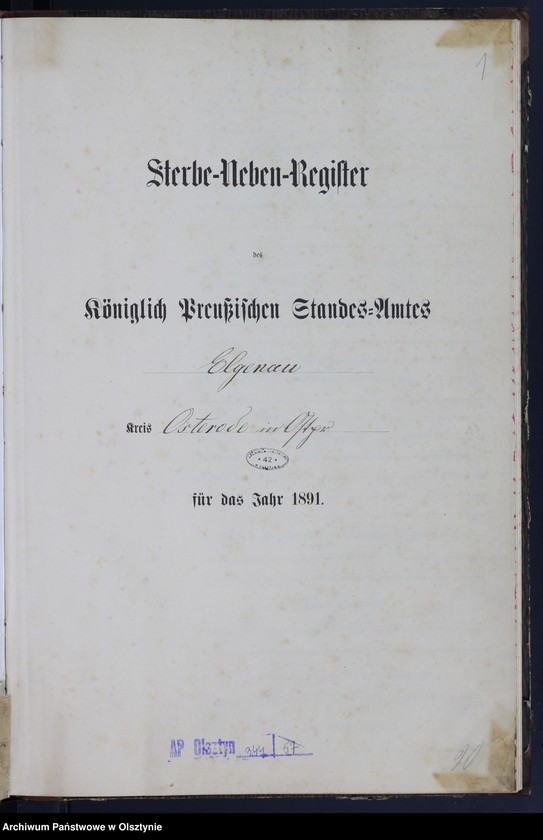 1
Sterbe-Neben-Register
des
Königlich Preußischen Standes-Amtes
Elgenau
Kreis Osterode in Ostpr
42
für das Jahr 1891.
AP Olsztyn
Archiwum Państwowe w Olsztynie